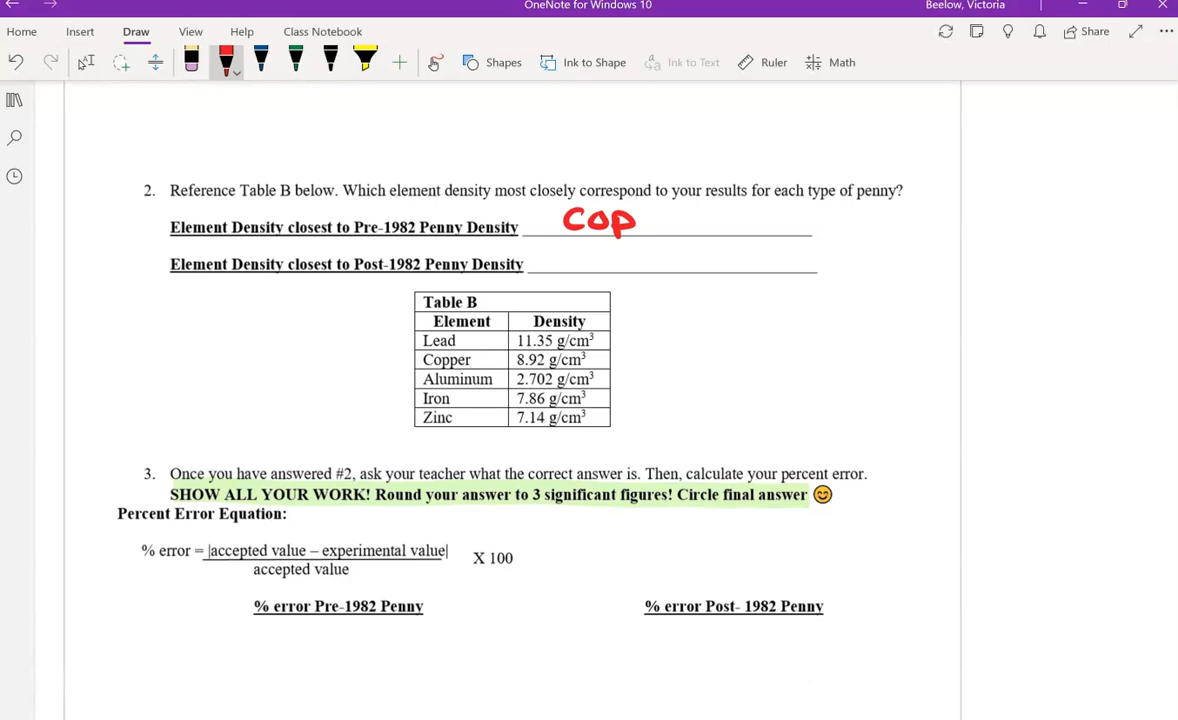 OneNote for Windows 10
Beelow, Victoria
Home Insert Draw View Help Class Notebook
Share
Shapes Ink to Shape Ink to Text Ruler Math
2. Reference Table B below. Which element density most closely correspond to your results for each type of penny?
Element Density closest to Pre-1982 Penny Density cop
Element Density closest to Post-1982 Penny Density
Table B
Element Density
Lead 11.35 g/cm³
Copper 8.92 g/cm³
Aluminum 2.702 g/cm³
Iron 7.86 g/cm³
Zinc 7.14 g/cm³
3. Once you have answered #2, ask your teacher what the correct answer is. Then, calculate your percent error.
SHOW ALL YOUR WORK! Round your answer to 3 significant figures! Circle final answer 😊
Percent Error Equation:
% error = |accepted value – experimental value| X 100
accepted value
% error Pre-1982 Penny % error Post- 1982 Penny